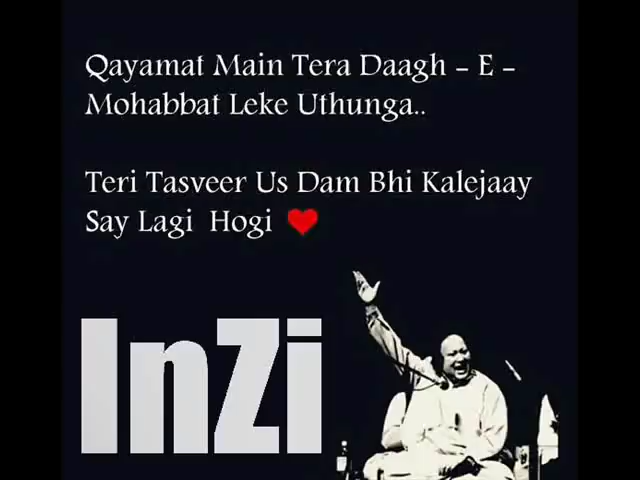 Qayamat Main Tera Daagh – E –
Mohabbat Leke Uthunga..
Teri Tasveer Us Dam Bhi Kalejaay
Say Lagi Hogi
InZi